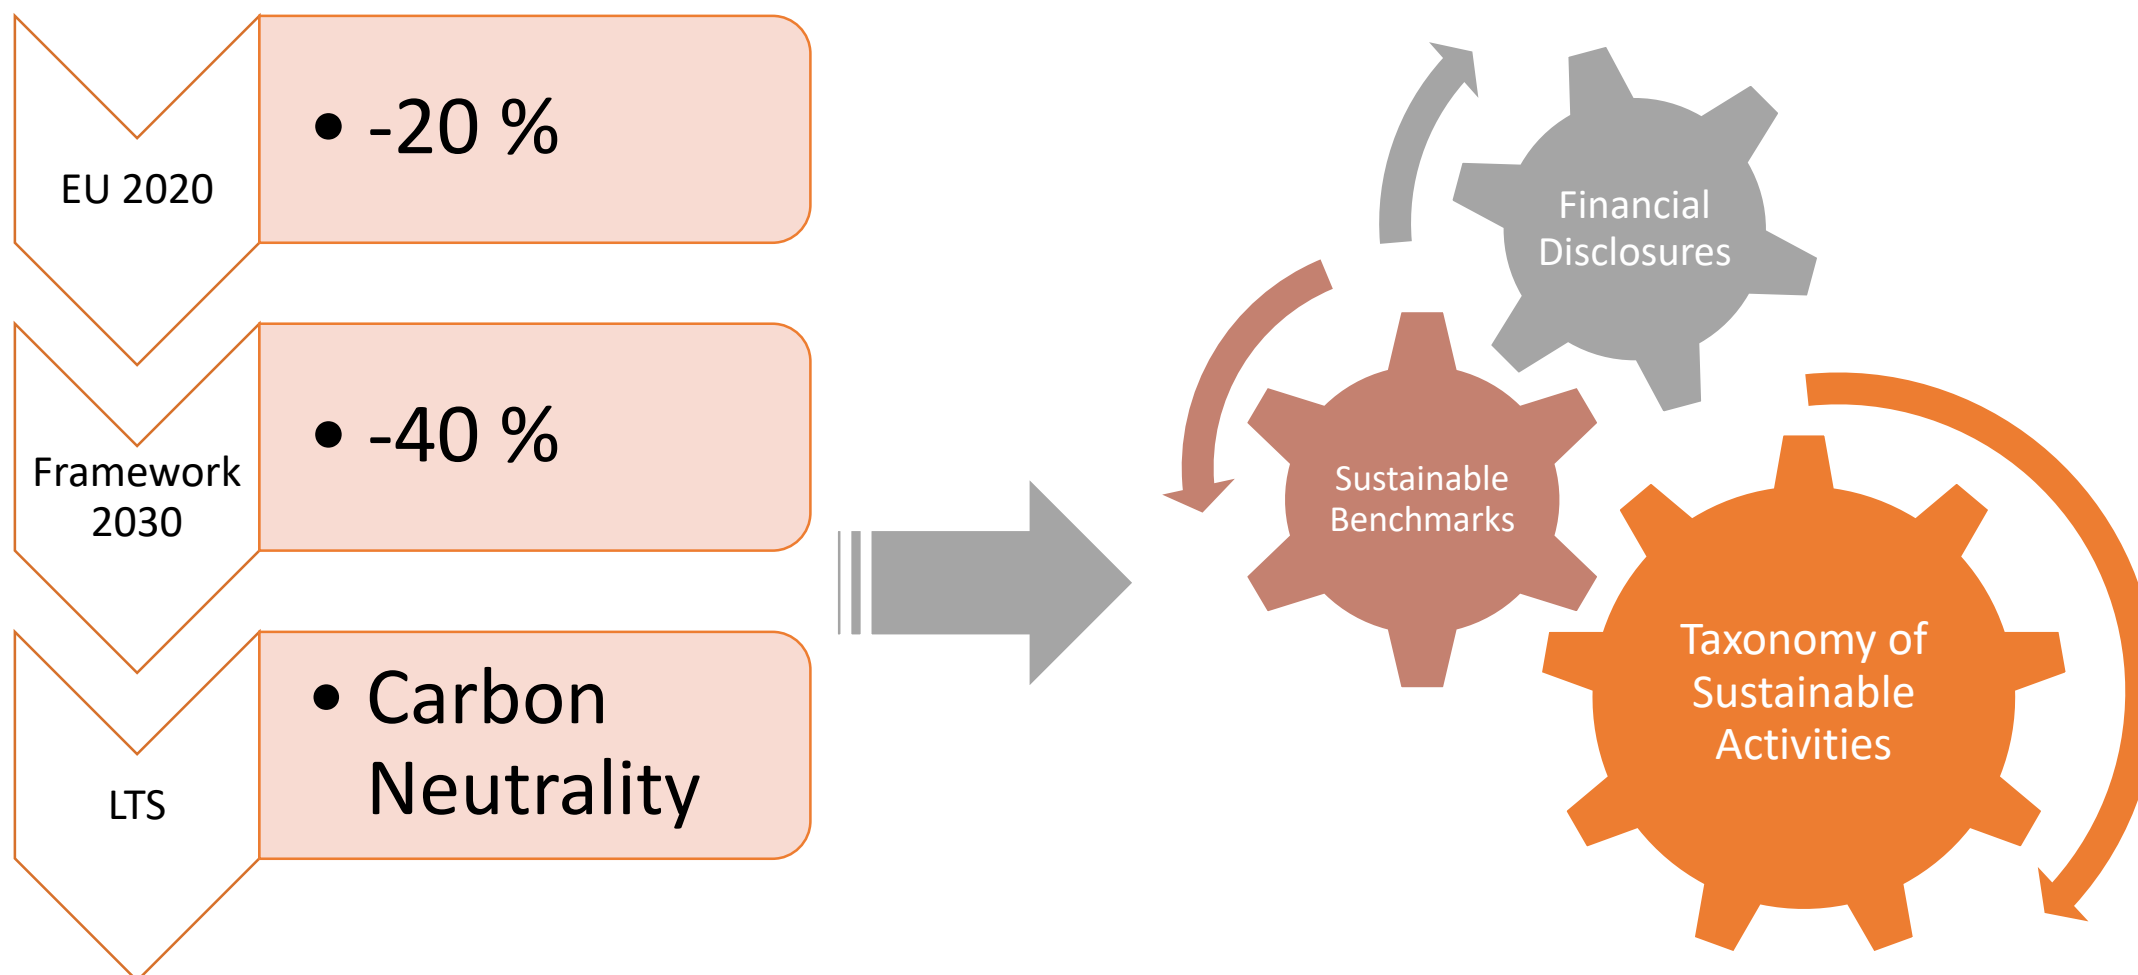 EU 2020
• -20 %
Framework
2030
• -40 %
LTS
• Carbon
Neutrality
Financial
Disclosures
Sustainable
Benchmarks
Taxonomy of
Sustainable
Activities